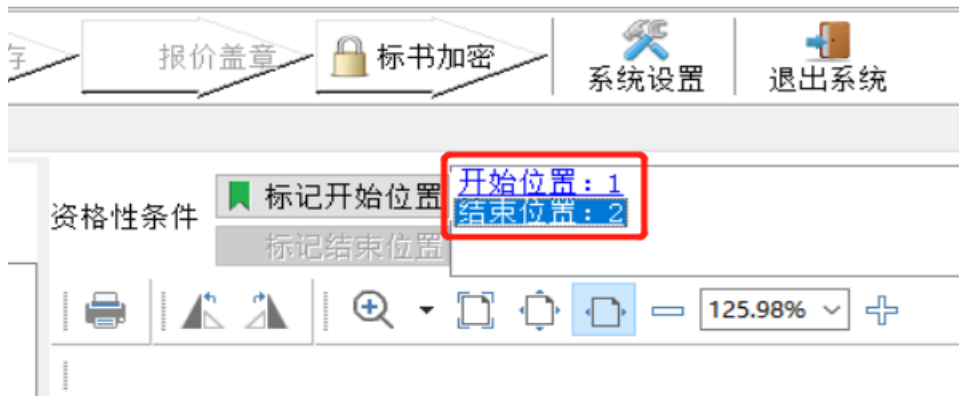 存
报价盖章
标书加密
系统设置
退出系统
资格性条件
标记开始位置
开始位置：1
结束位置：2
标记结束位置
125.98%